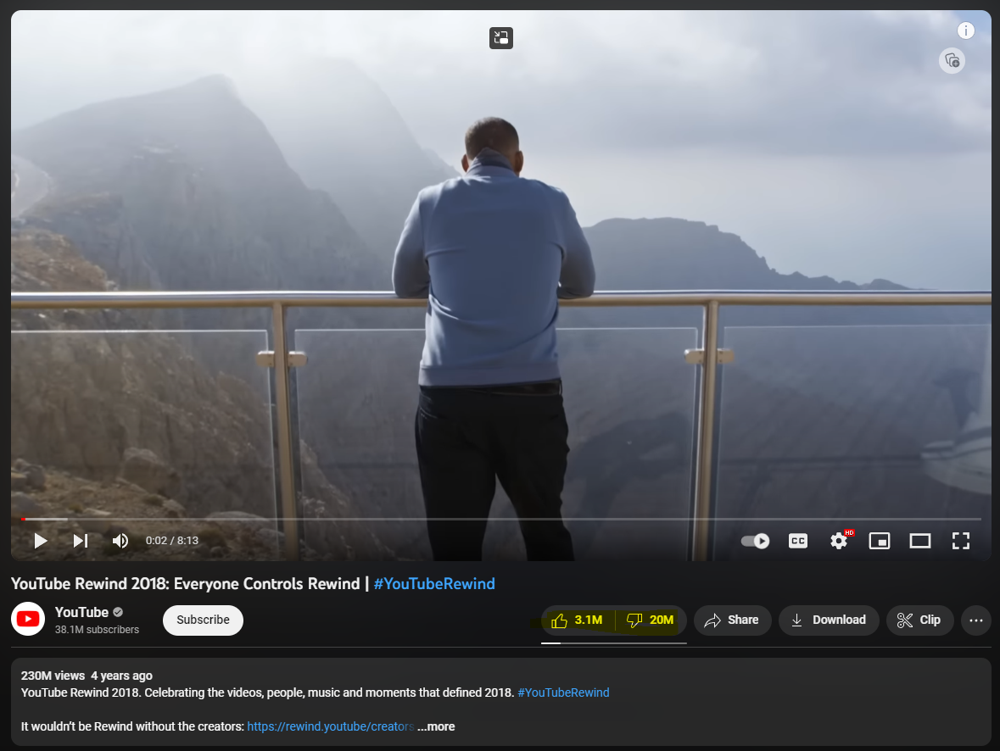 HD
0:02 / 8:13
CC
YouTube Rewind 2018: Everyone Controls Rewind | #YouTubeRewind
YouTube
38.1M subscribers
Subscribe
3.1M
20M
Share
Download
Clip
230M views 4 years ago
YouTube Rewind 2018. Celebrating the videos, people, music and moments that defined 2018. #YouTubeRewind
It wouldn't be Rewind without the creators: https://rewind.youtube/creators ...more